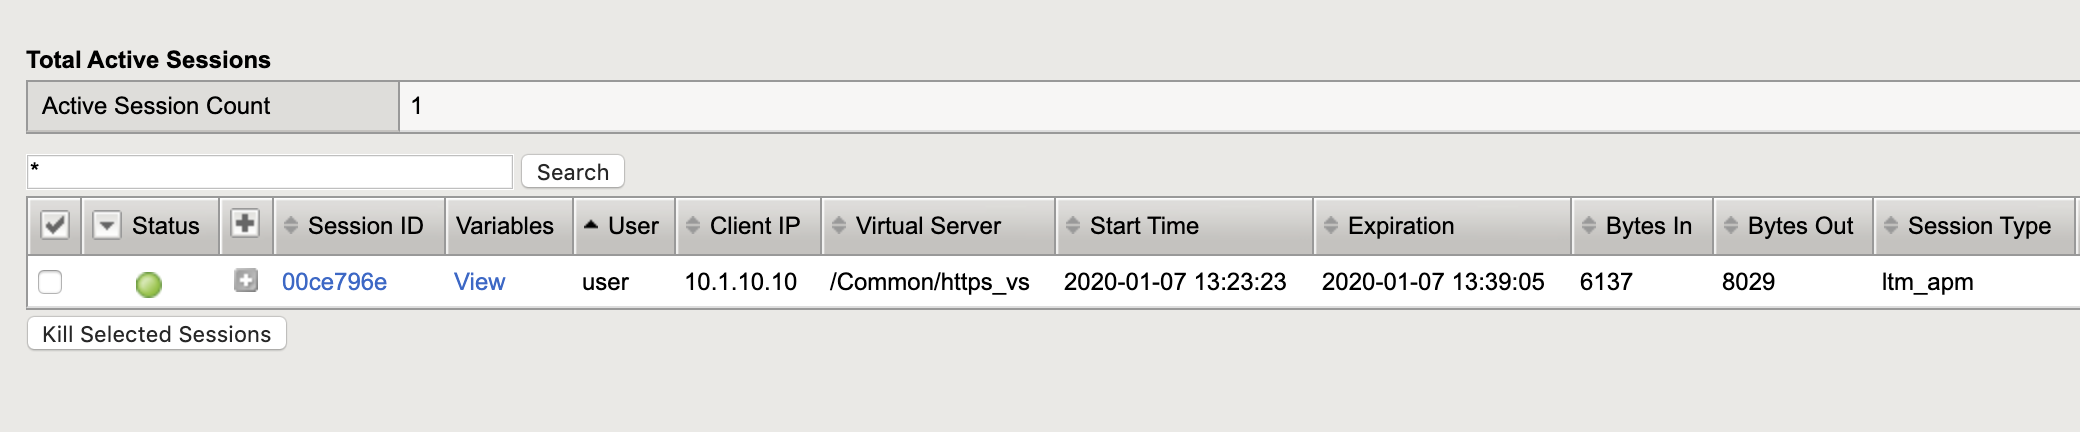 Total Active Sessions
Active Session Count 1
* Search
Status Session ID Variables User Client IP Virtual Server Start Time Expiration Bytes In Bytes Out Session Type
00ce796e View user 10.1.10.10 /Common/https_vs 2020-01-07 13:23:23 2020-01-07 13:39:05 6137 8029 ltm_apm
Kill Selected Sessions